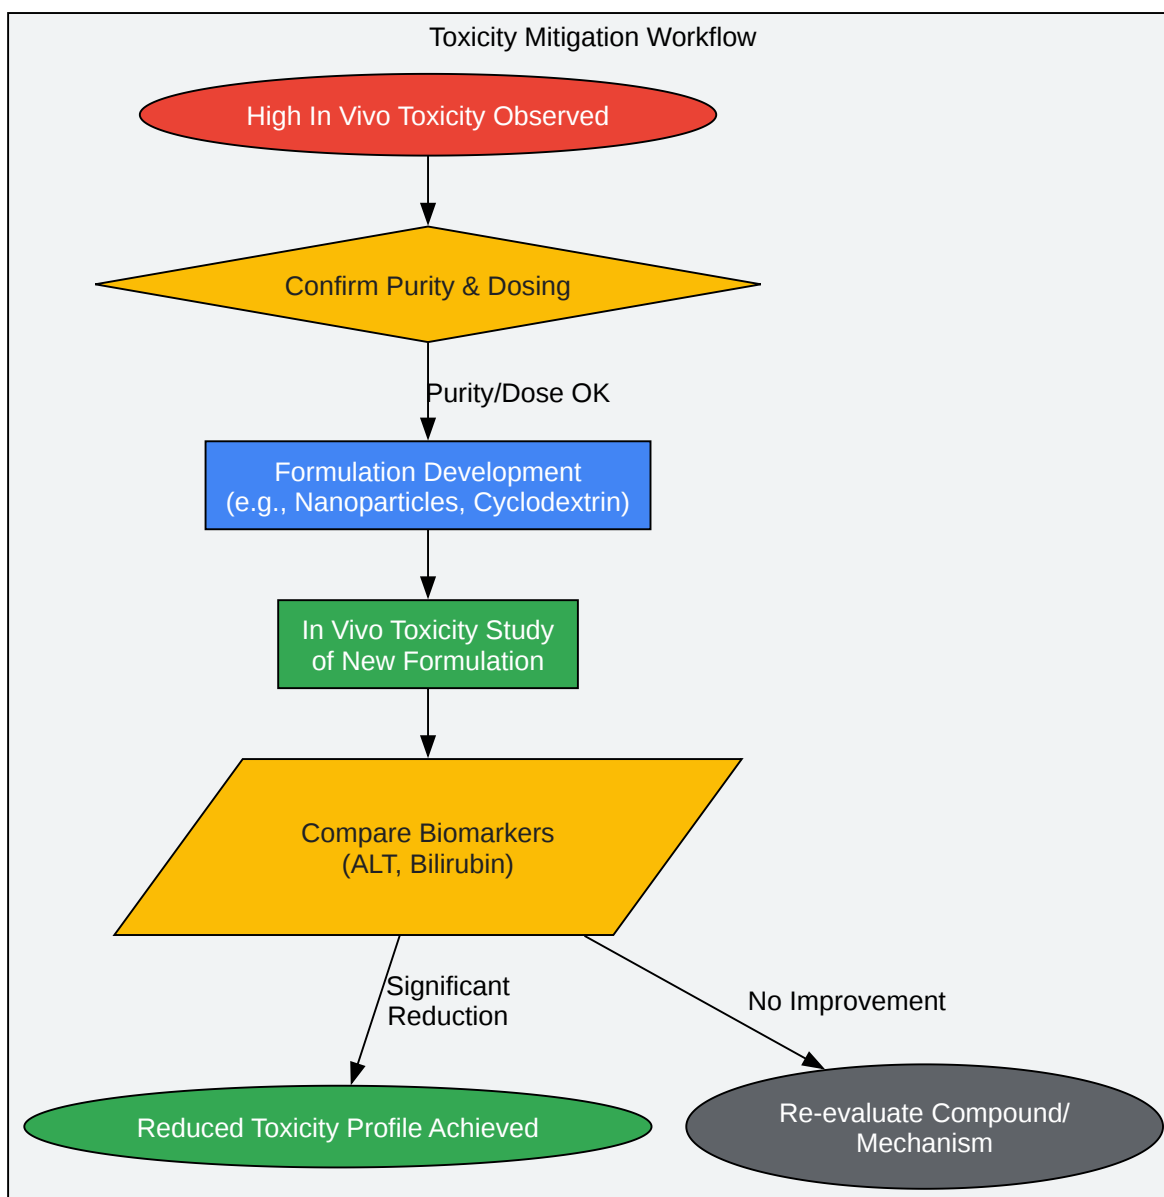 Toxicity Mitigation Workflow
High In Vivo Toxicity Observed
Confirm Purity & Dosing
Purity/Dose OK
Formulation Development
(e.g., Nanoparticles, Cyclodextrin)
In Vivo Toxicity Study
of New Formulation
Compare Biomarkers
(ALT, Bilirubin)
Significant
Reduction
No Improvement
Reduced Toxicity Profile Achieved
Re-evaluate Compound/
Mechanism